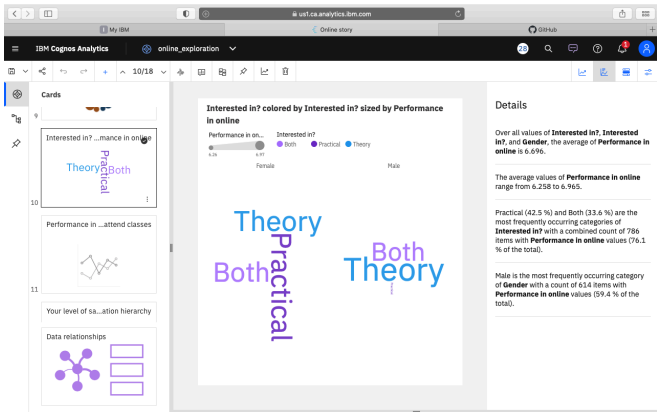 us1.ca.analytics.ibm.com
My IBM
Online story
GitHub
IBM Cognos Analytics
online_exploration
28
10/18
Cards
9
Interested in? ...mance in online
Theory
Practical
Both
10
Performance in ...attend classes
11
Your level of sa...ation hierarchy
Data relationships
Interested in? colored by Interested in? sized by Performance
in online
Performance in on...
Interested in?
6.26
6.97
Both
Practical
Theory
Female
Male
Theory
Both
Practical
Both
Theory
Details
Over all values of Interested in?, Interested
in?, and Gender, the average of Performance in
online is 6.696.
The average values of Performance in online
range from 6.258 to 6.965.
Practical (42.5 %) and Both (33.6 %) are the
most frequently occurring categories of
Interested in? with a combined count of 786
items with Performance in online values (76.1
% of the total).
Male is the most frequently occurring category
of Gender with a count of 614 items with
Performance in online values (59.4 % of the
total).